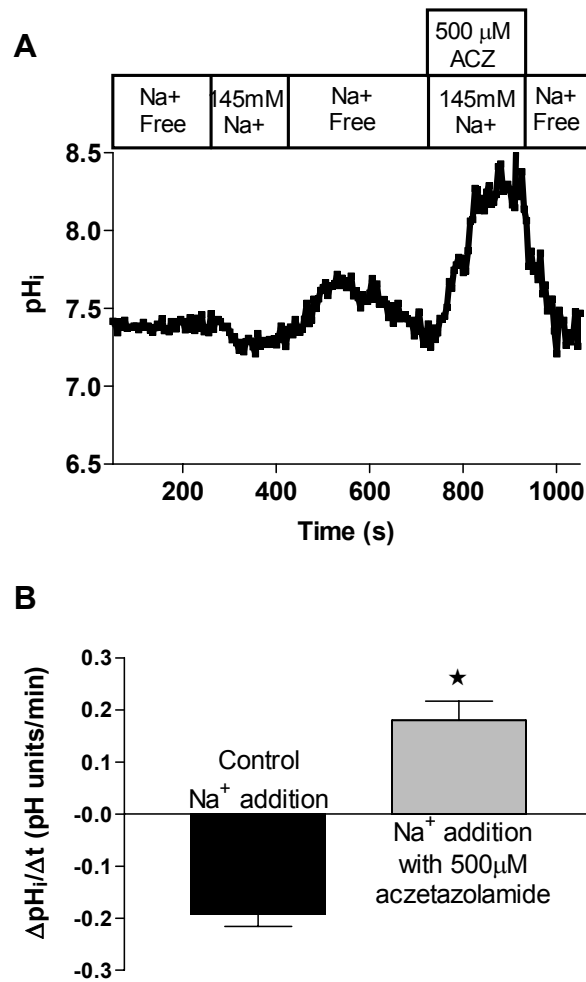 A
500 μM
ACZ
Na+
Free
145mM
Na+
Na+
Free
145mM
Na+
Na+
Free
8.5
8.0
7.5
7.0
6.5
pHi
200
400
600
800
1000
Time (s)
B
0.3
0.2
0.1
-0.0
-0.1
-0.2
-0.3
ΔpHi/Δt (pH units/min)
Control
Na+ addition
★
Na+ addition
with 500μM
aczetazolamide